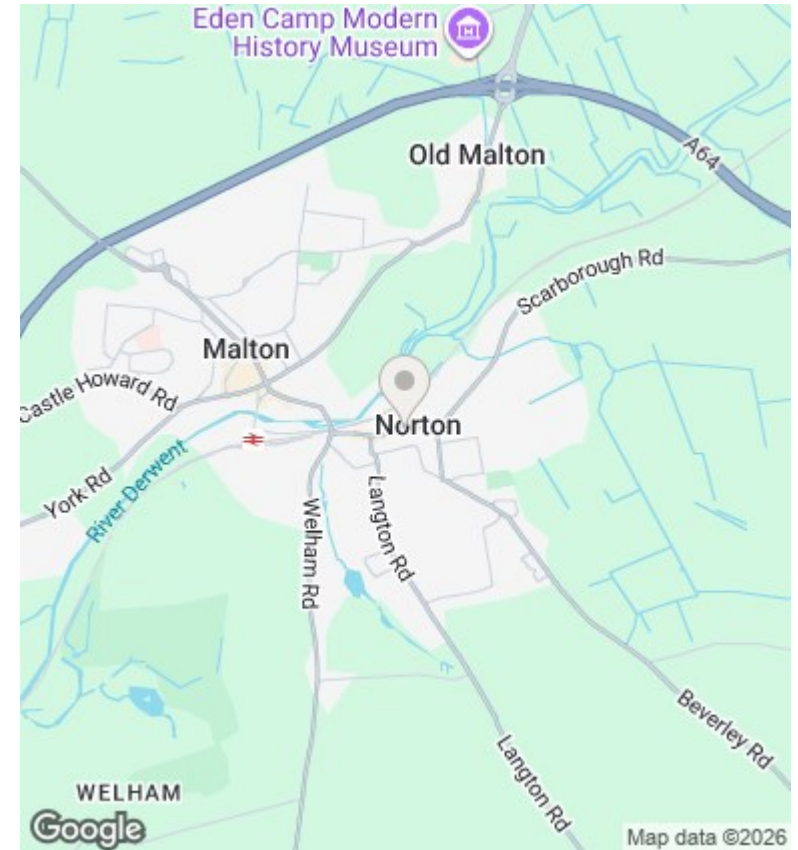 Eden Camp Modern
History Museum
Old Malton
A64
Scarborough Rd
Malton
Castle Howard Rd
Norton
York Rd
River Derwent
Langton Rd
Welham Rd
Beverley Rd
Langton Rd
WELHAM
Google
Map data ©2026